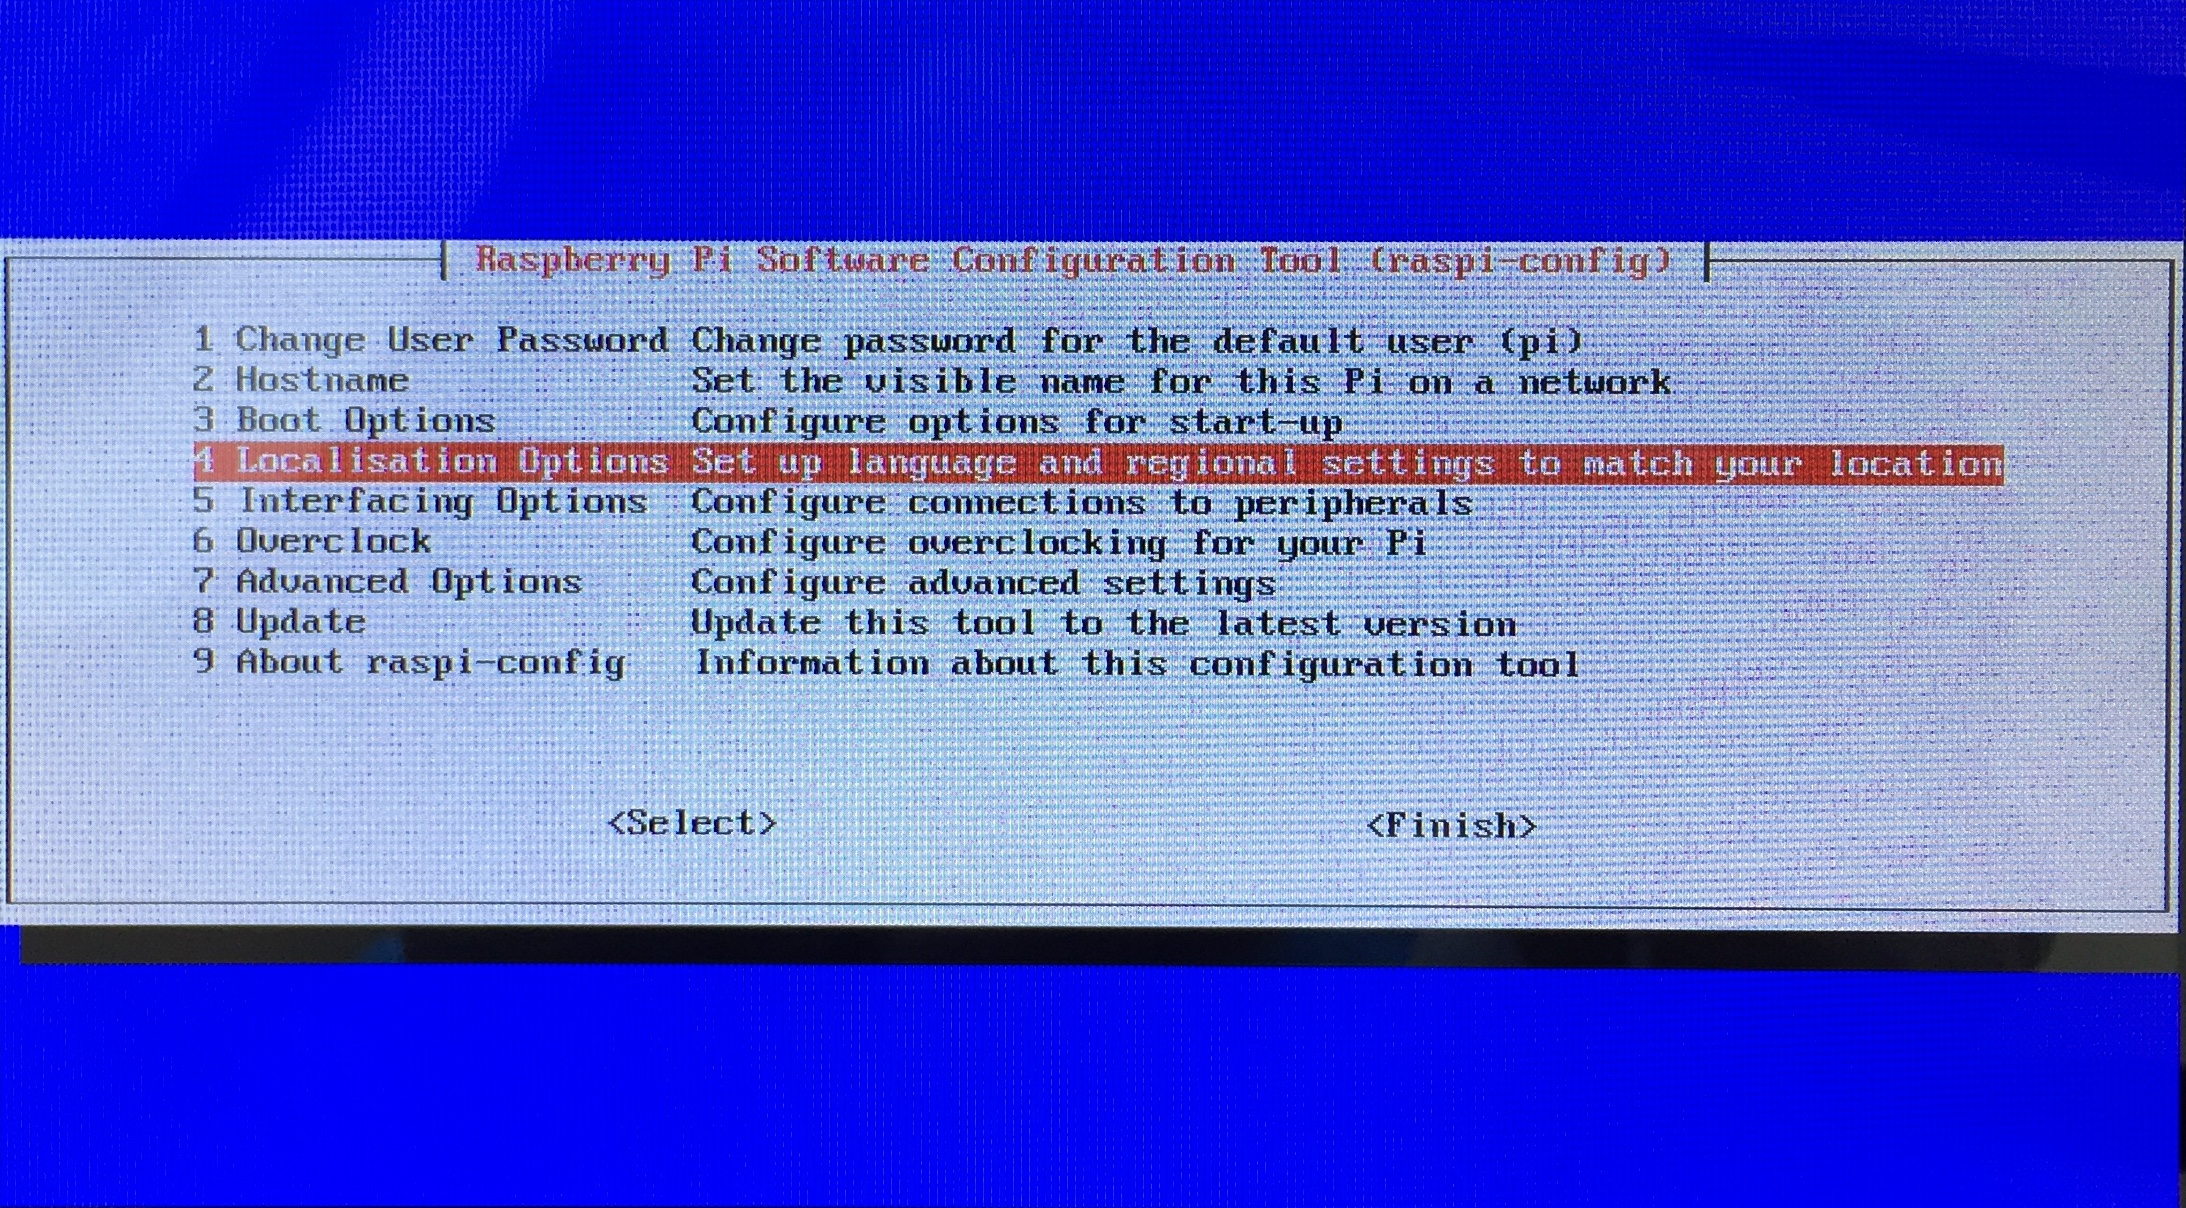 Raspberry Pi Software Configuration Tool (raspi-config)
1 Change User Password Change password for the default user (pi)
2 Hostname Set the visible name for this Pi on a network
3 Boot Options Configure options for start-up
4 Localisation Options Set up language and regional settings to match your location
5 Interfacing Options Configure connections to peripherals
6 Overclock Configure overclocking for your Pi
7 Advanced Options Configure advanced settings
8 Update Update this tool to the latest version
9 About raspi-config Information about this configuration tool
<Select> <Finish>